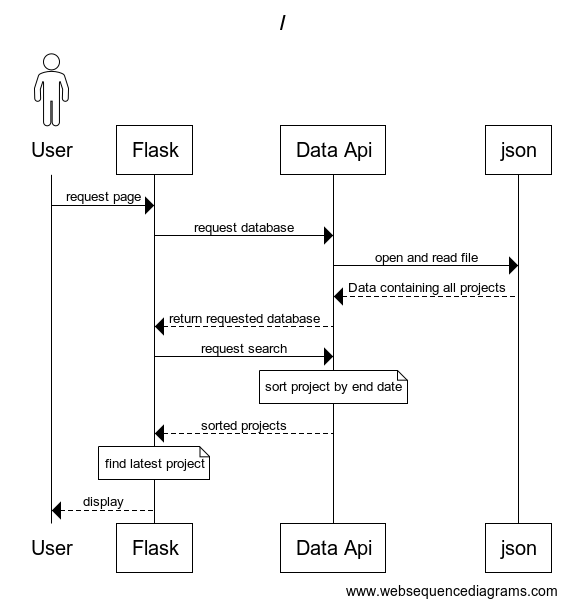 /
User
Flask
Data Api
json
request page
request database
open and read file
Data containing all projects
return requested database
request search
sort project by end date
sorted projects
find latest project
display
User
Flask
Data Api
json
www.websequencediagrams.com